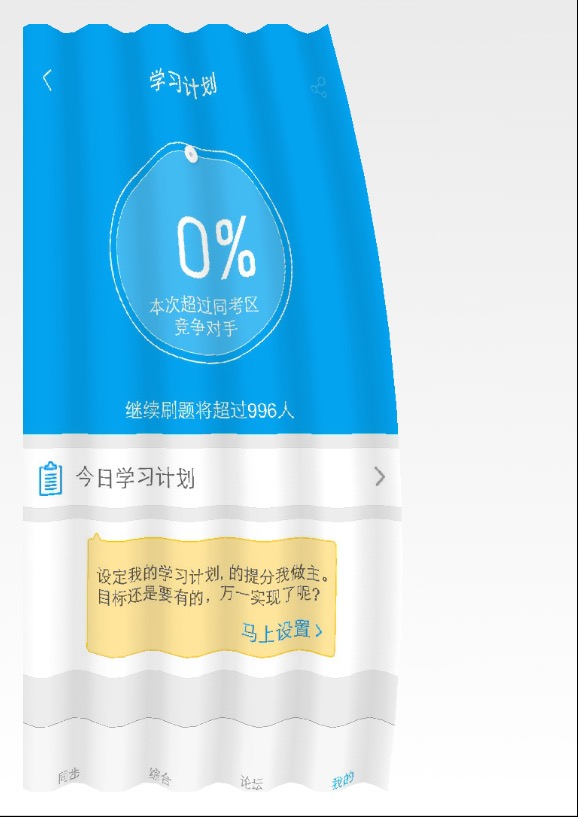 学习计划
0%
本次超过同考区
竞争对手
继续刷题将超过996人
今日学习计划
设定我的学习计划,的提分我做主。
目标还是要有的，万一实现了呢?
马上设置
同步 综合 论坛 我的